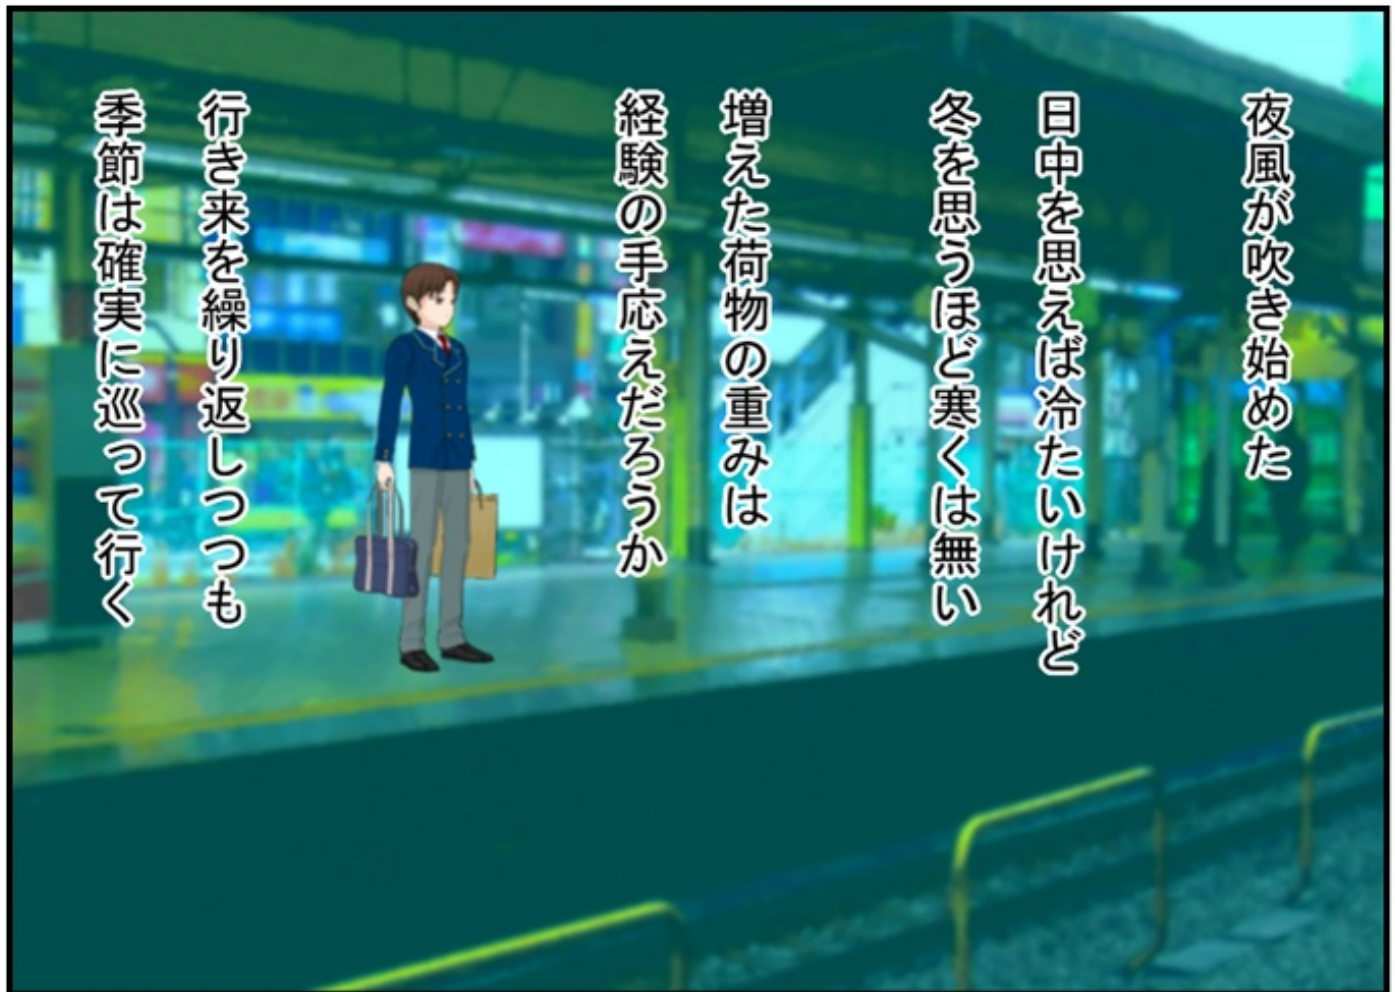 夜風が吹き始めた
日中を思えば冷たいけれど
冬を思うほど寒くは無い
増えた荷物の重みは
経験の手応えだろうか
行き来を繰り返しつつも
季節は確実に巡って行く